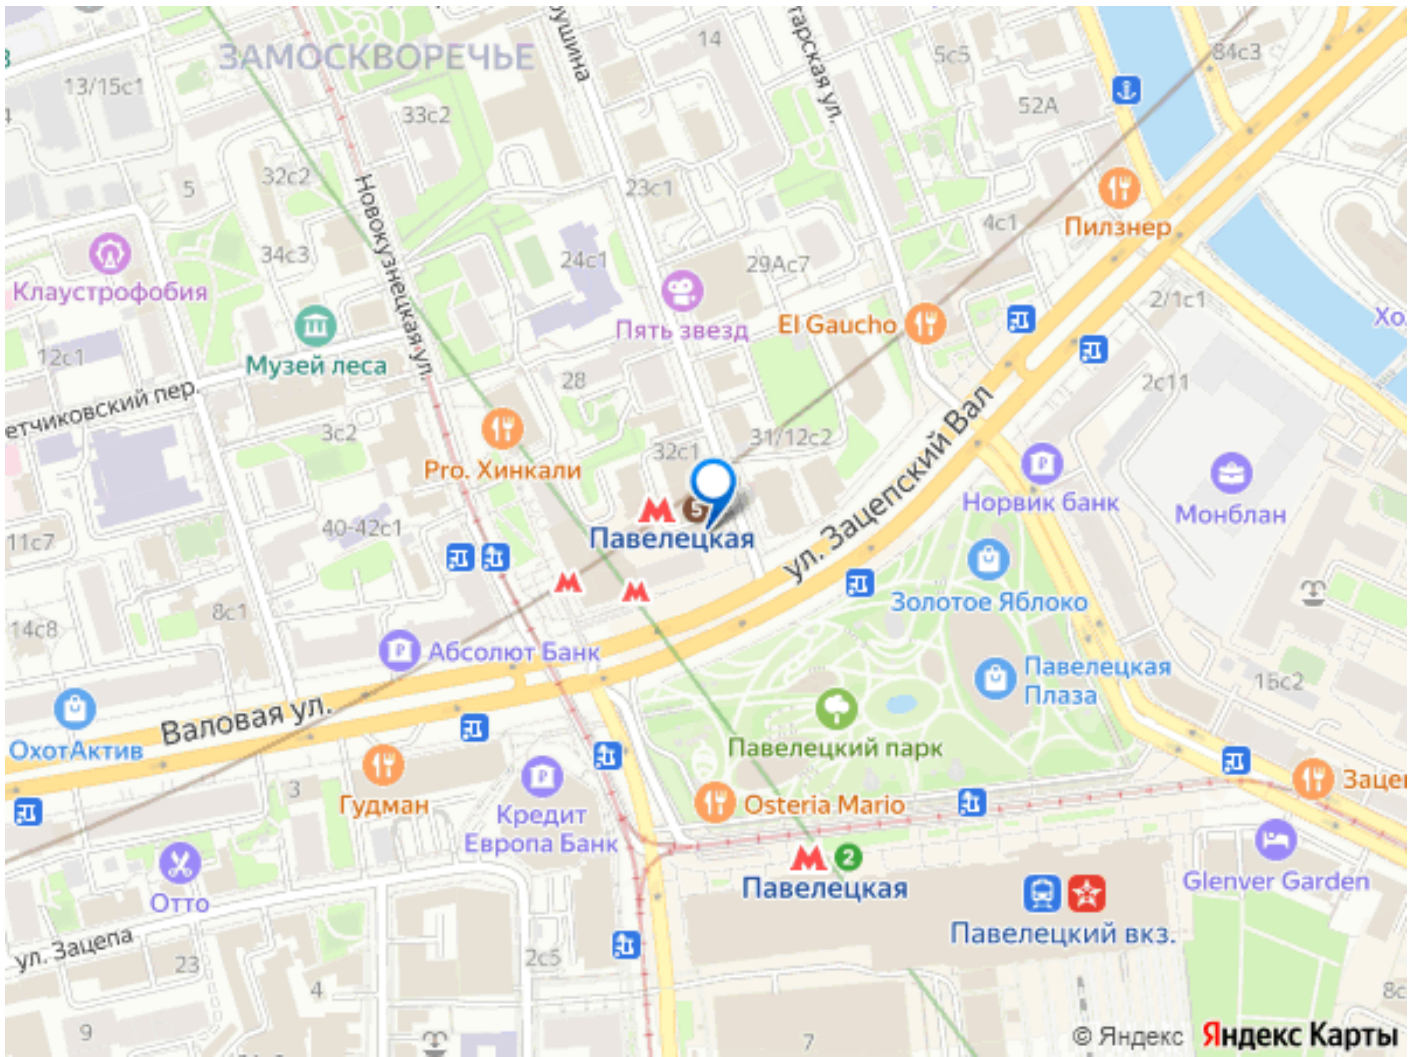 ЗАМОСКВОРЕЧЬЕ
14
5с5
84с3
13/15с1
33с2
52А
32с2
5
23с1
Новокузнецкая ул.
4с1
Пилзнер
34с3
24с1
29Ас7
Клаустрофобия
2/1с1
El Gaucho
Пять звезд
12с1
Музей леса
28
2с11
3с2
32с1
31/12с2
Pro. Хинкали
ул. Зацепский Вал
Норвик банк
Монблан
5
40-42с1
Павелецкая
11с7
Золотое Яблоко
8с1
14с8
Абсолют Банк
Павелецкая
Плаза
1Бс2
Валовая ул.
ОхотАктив
Павелецкий парк
3
Гудман
Osteria Mario
Кредит
Европа Банк
2
Павелецкая
Glenver Garden
Отто
Павелецкий вкз.
ул. Зацепа
23
2с5
4
9
7
© Яндекс Яндекс Карты